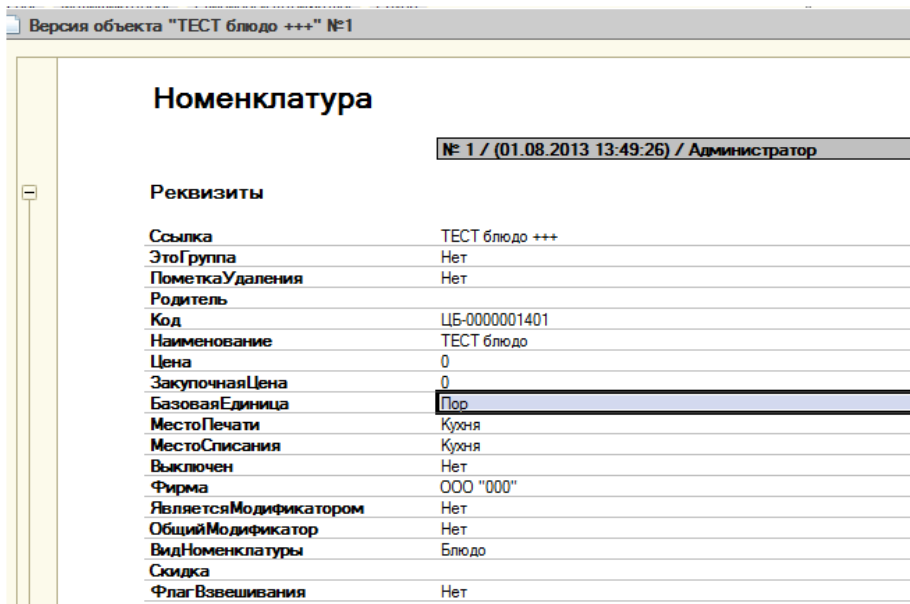 Версия объекта "ТЕСТ блюдо +++" №1
Номенклатура
№ 1 / (01.08.2013 13:49:26) / Администратор
Реквизиты
Ссылка ТЕСТ блюдо +++
ЭтоГруппа Нет
ПометкаУдаления Нет
Родитель
Код ЦБ-0000001401
Наименование ТЕСТ блюдо
Цена 0
ЗакупочнаяЦена 0
БазоваяЕдиница Пор
МестоПечати Кухня
МестоСписания Кухня
Выключен Нет
Фирма ООО "000"
ЯвляетсяМодификатором Нет
ОбщийМодификатор Нет
ВидНоменклатуры Блюдо
Скидка
ФлагВзвешивания Нет